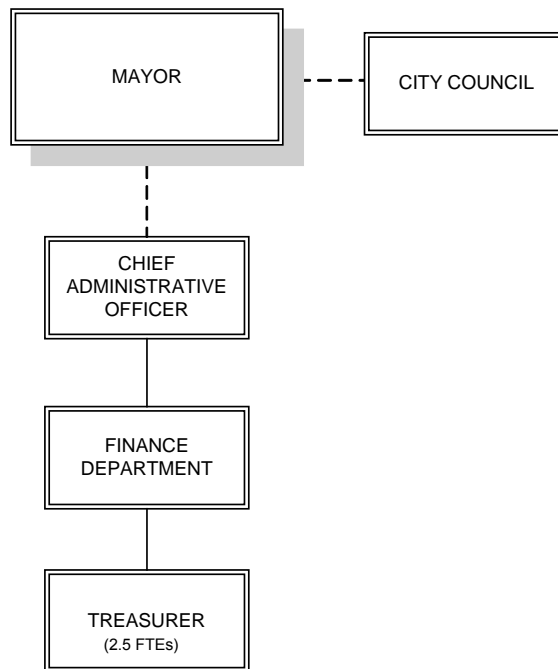 MAYOR
CITY COUNCIL
CHIEF
ADMINISTRATIVE
OFFICER
FINANCE
DEPARTMENT
TREASURER
(2.5 FTEs)